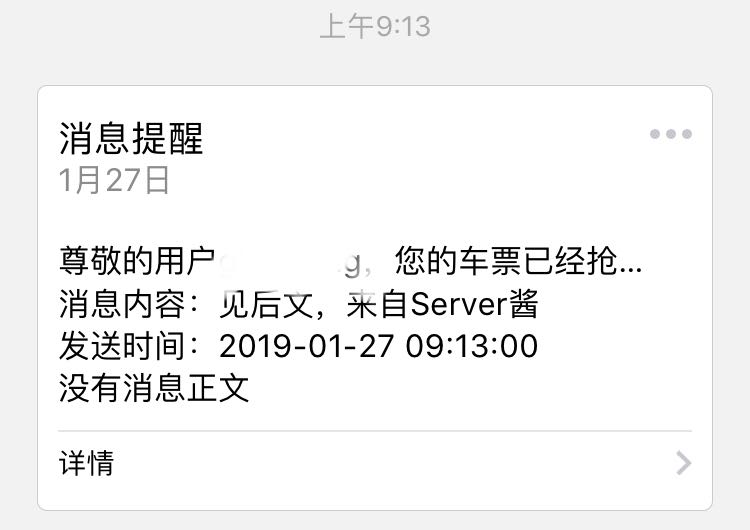 上午9:13
消息提醒
1月27日
尊敬的用户g，您的车票已经抢...
消息内容：见后文，来自Server酱
发送时间：2019-01-27 09:13:00
没有消息正文
详情